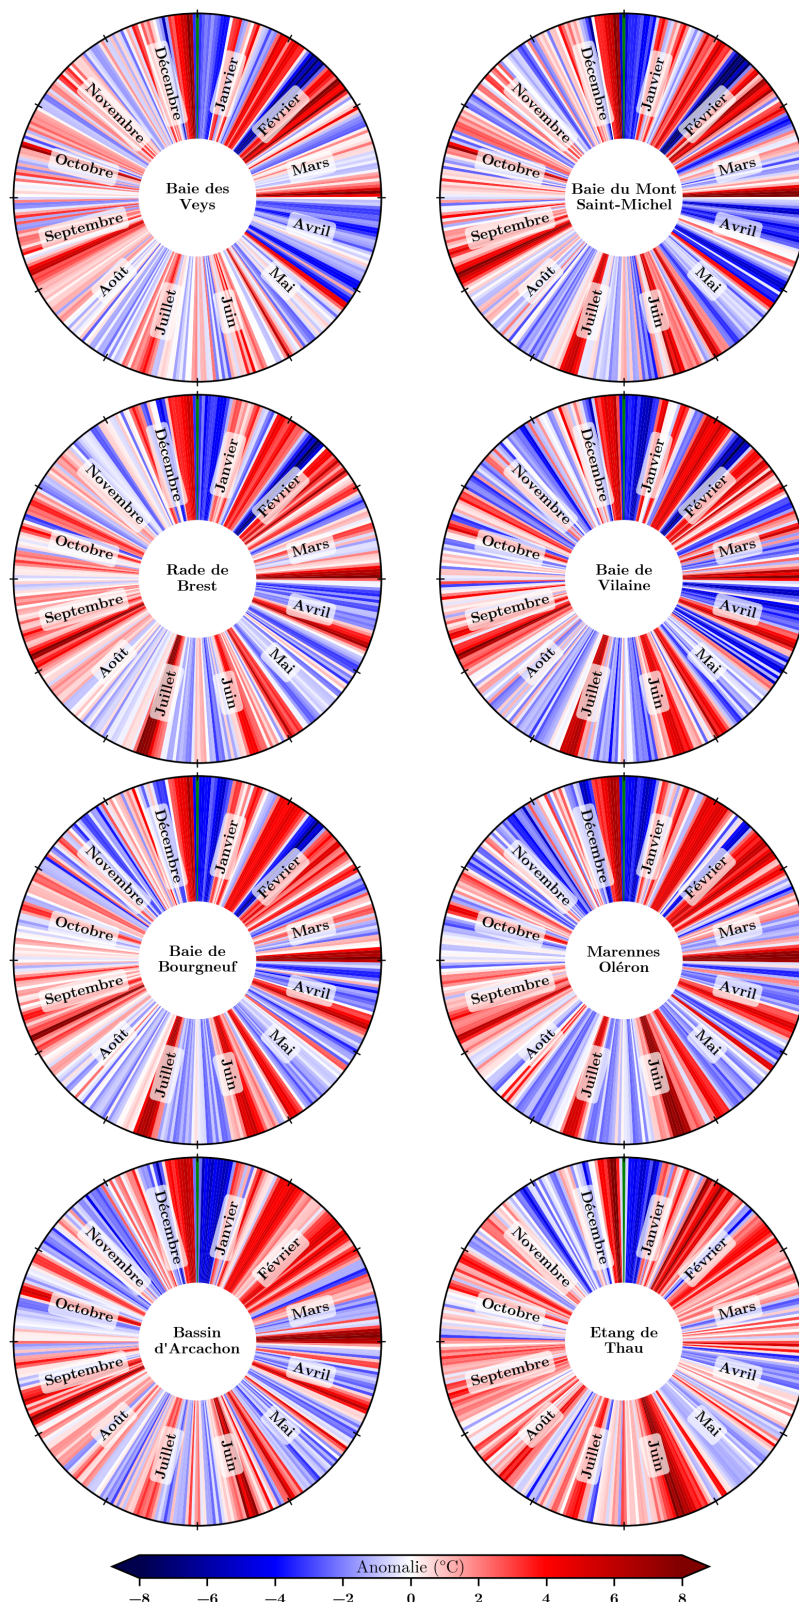 Décembre
Janvier
Novembre
Février
Octobre
Baie des
Veys
Mars
Septembre
Avril
Août
Mai
Juillet
Juin
Décembre
Janvier
Novembre
Février
Octobre
Baie du Mont
Saint-Michel
Mars
Septembre
Avril
Août
Mai
Juillet
Juin
Décembre
Janvier
Novembre
Février
Octobre
Rade de
Brest
Mars
Septembre
Avril
Août
Mai
Juillet
Juin
Décembre
Janvier
Novembre
Février
Octobre
Baie de
Vilaine
Mars
Septembre
Avril
Août
Mai
Juillet
Juin
Décembre
Janvier
Novembre
Février
Octobre
Baie de
Bourgneuf
Mars
Septembre
Avril
Août
Mai
Juillet
Juin
Décembre
Janvier
Novembre
Février
Octobre
Marennes
Oléron
Mars
Septembre
Avril
Août
Mai
Juillet
Juin
Décembre
Janvier
Novembre
Février
Octobre
Bassin
d'Arcachon
Mars
Septembre
Avril
Août
Mai
Juillet
Juin
Décembre
Janvier
Novembre
Février
Octobre
Etang de
Thau
Mars
Septembre
Avril
Août
Mai
Juillet
Juin
Anomalie (°C)
−8 −6 −4 −2 0 2 4 6 8